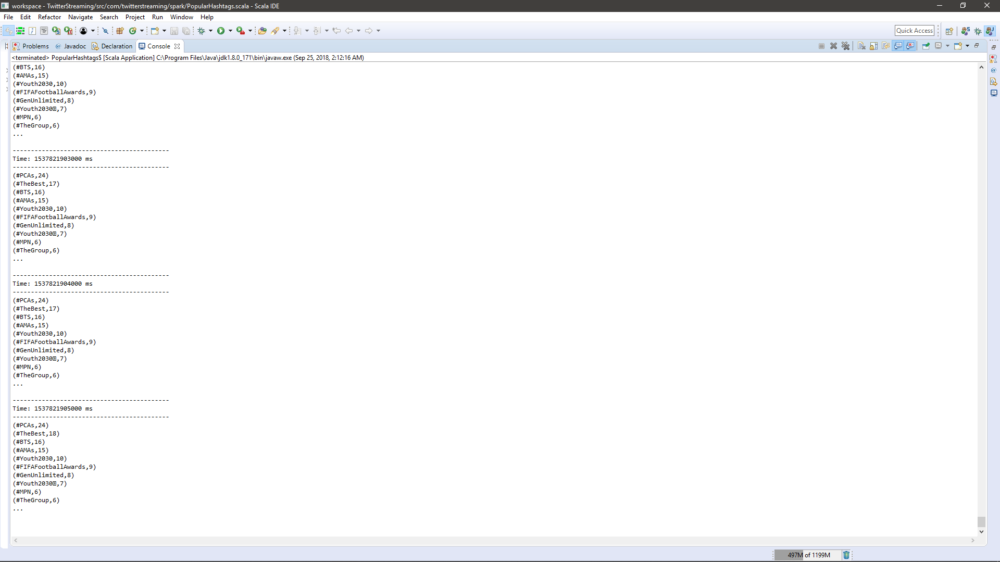 workspace - TwitterStreaming/src/com/twitterstreaming/spark/PopularHashtags.scala - Scala IDE
File Edit Refactor Navigate Search Project Run Window Help
Quick Access
Problems @ Javadoc Declaration Console
<terminated> PopularHashtags$ [Scala Application] C:\Program Files\Java\jdk1.8.0_171\bin\javaw.exe (Sep 25, 2018, 2:12:16 AM)
(#BTS,16)
(#AMAs,15)
(#Youth2030,10)
(#FIFAFootballAwards,9)
(#GenUnlimited,8)
(#Youth2030⍰,7)
(#MPN,6)
(#TheGroup,6)
...
-------------------------------------------
Time: 1537821903000 ms
-------------------------------------------
(#PCAs,24)
(#TheBest,17)
(#BTS,16)
(#AMAs,15)
(#Youth2030,10)
(#FIFAFootballAwards,9)
(#GenUnlimited,8)
(#Youth2030⍰,7)
(#MPN,6)
(#TheGroup,6)
...
-------------------------------------------
Time: 1537821904000 ms
-------------------------------------------
(#PCAs,24)
(#TheBest,17)
(#BTS,16)
(#AMAs,15)
(#Youth2030,10)
(#FIFAFootballAwards,9)
(#GenUnlimited,8)
(#Youth2030⍰,7)
(#MPN,6)
(#TheGroup,6)
...
-------------------------------------------
Time: 1537821905000 ms
-------------------------------------------
(#PCAs,24)
(#TheBest,18)
(#BTS,16)
(#AMAs,15)
(#Youth2030,10)
(#FIFAFootballAwards,9)
(#GenUnlimited,8)
(#Youth2030⍰,7)
(#MPN,6)
(#TheGroup,6)
...
497M of 1199M